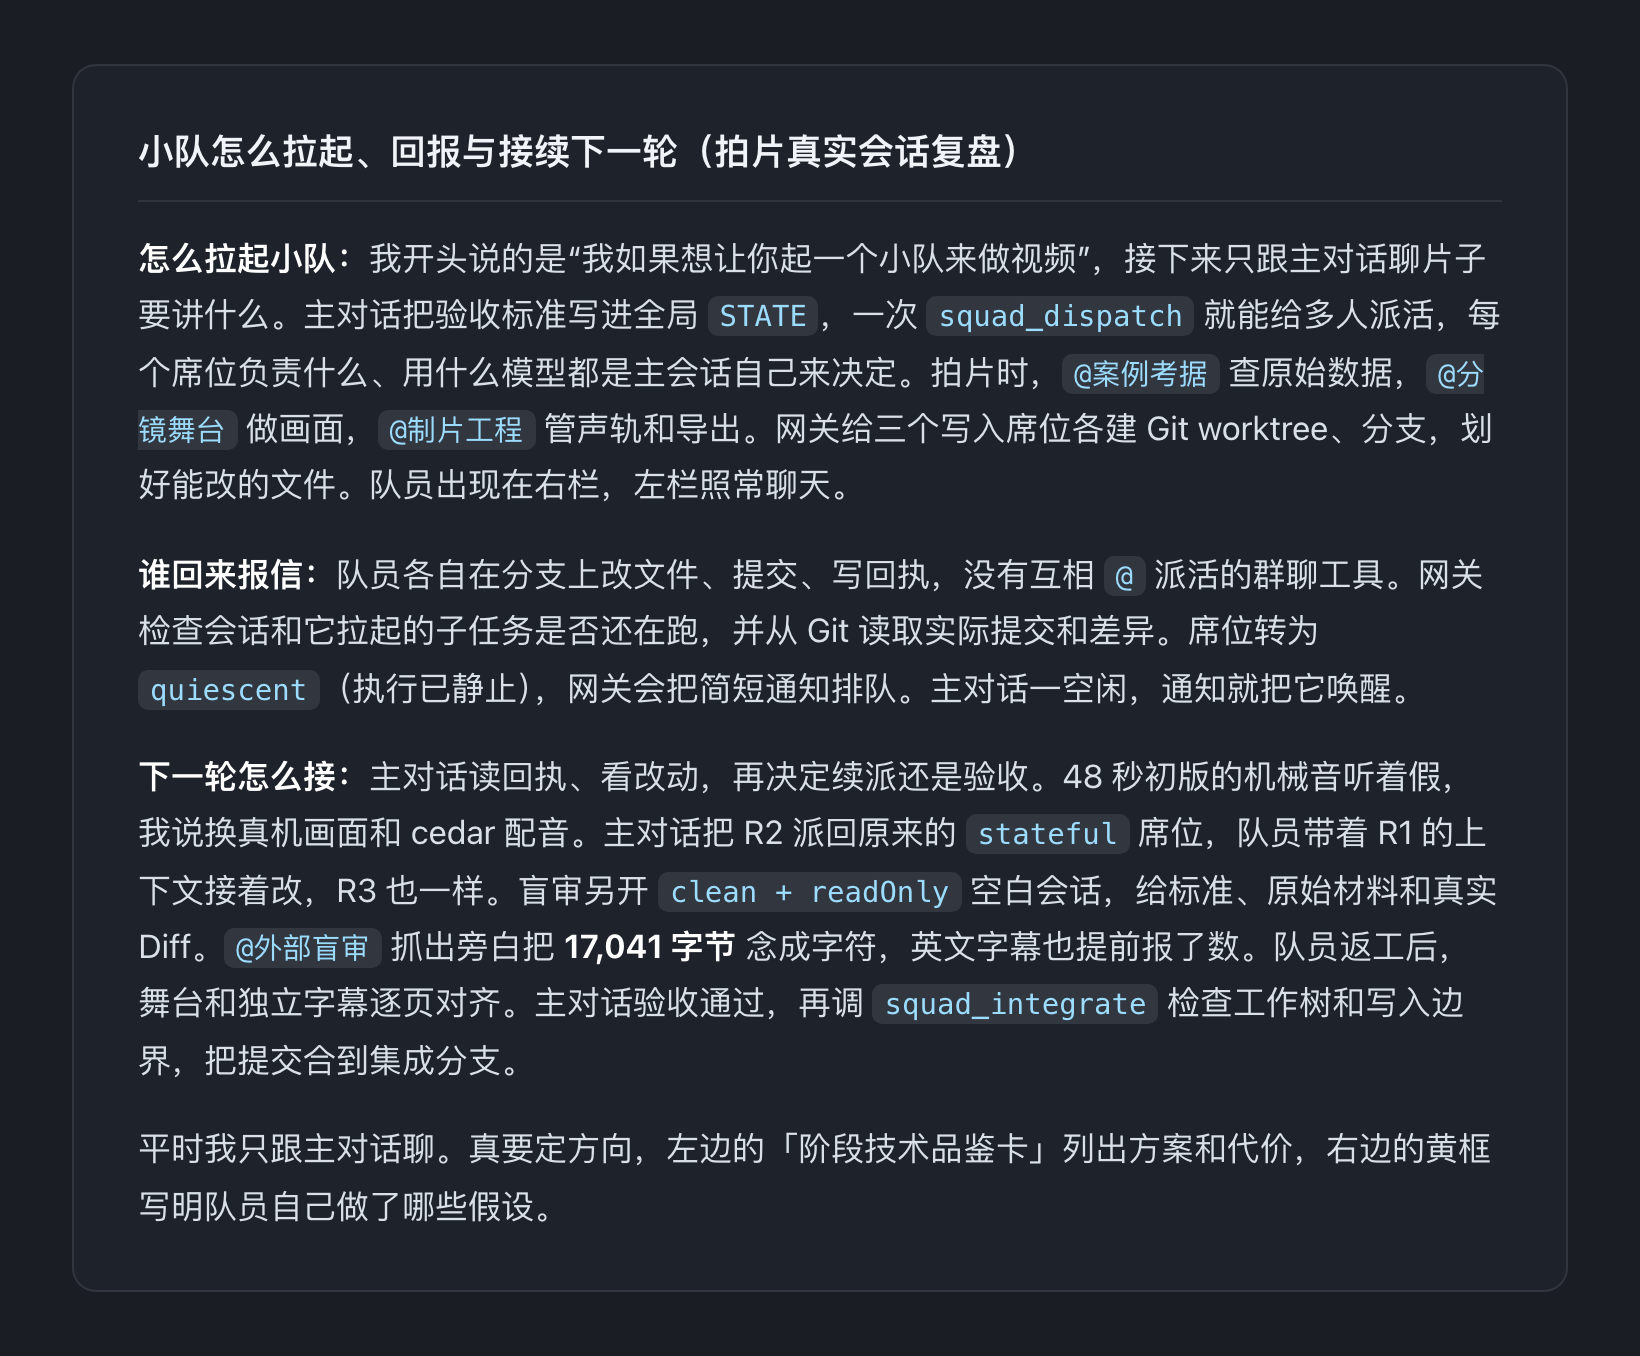 小队怎么拉起、回报与接续下一轮（拍片真实会话复盘）
怎么拉起小队：我开头说的是“我如果想让你起一个小队来做视频”，接下来只跟主对话聊片子
要讲什么。主对话把验收标准写进全局 STATE，一次 squad_dispatch 就能给多人派活，每
个席位负责什么、用什么模型都是主会话自己来决定。拍片时，@案例考据 查原始数据，@分
镜舞台 做画面，@制片工程 管声轨和导出。网关给三个写入席位各建 Git worktree、分支，划
好能改的文件。队员出现在右栏，左栏照常聊天。
谁回来报信：队员各自在分支上改文件、提交、写回执，没有互相 @ 派活的群聊工具。网关
检查会话和它拉起的子任务是否还在跑，并从 Git 读取实际提交和差异。席位转为
quiescent（执行已静止），网关会把简短通知排队。主对话一空闲，通知就把它唤醒。
下一轮怎么接：主对话读回执、看改动，再决定续派还是验收。48 秒初版的机械音听着假，
我说换真机画面和 cedar 配音。主对话把 R2 派回原来的 stateful 席位，队员带着 R1 的上
下文接着改，R3 也一样。盲审另开 clean + readOnly 空白会话，给标准、原始材料和真实
Diff。@外部盲审 抓出旁白把 17,041 字节 念成字符，英文字幕也提前报了数。队员返工后，
舞台和独立字幕逐页对齐。主对话验收通过，再调 squad_integrate 检查工作树和写入边
界，把提交合到集成分支。
平时我只跟主对话聊。真要定方向，左边的「阶段技术品鉴卡」列出方案和代价，右边的黄框
写明队员自己做了哪些假设。